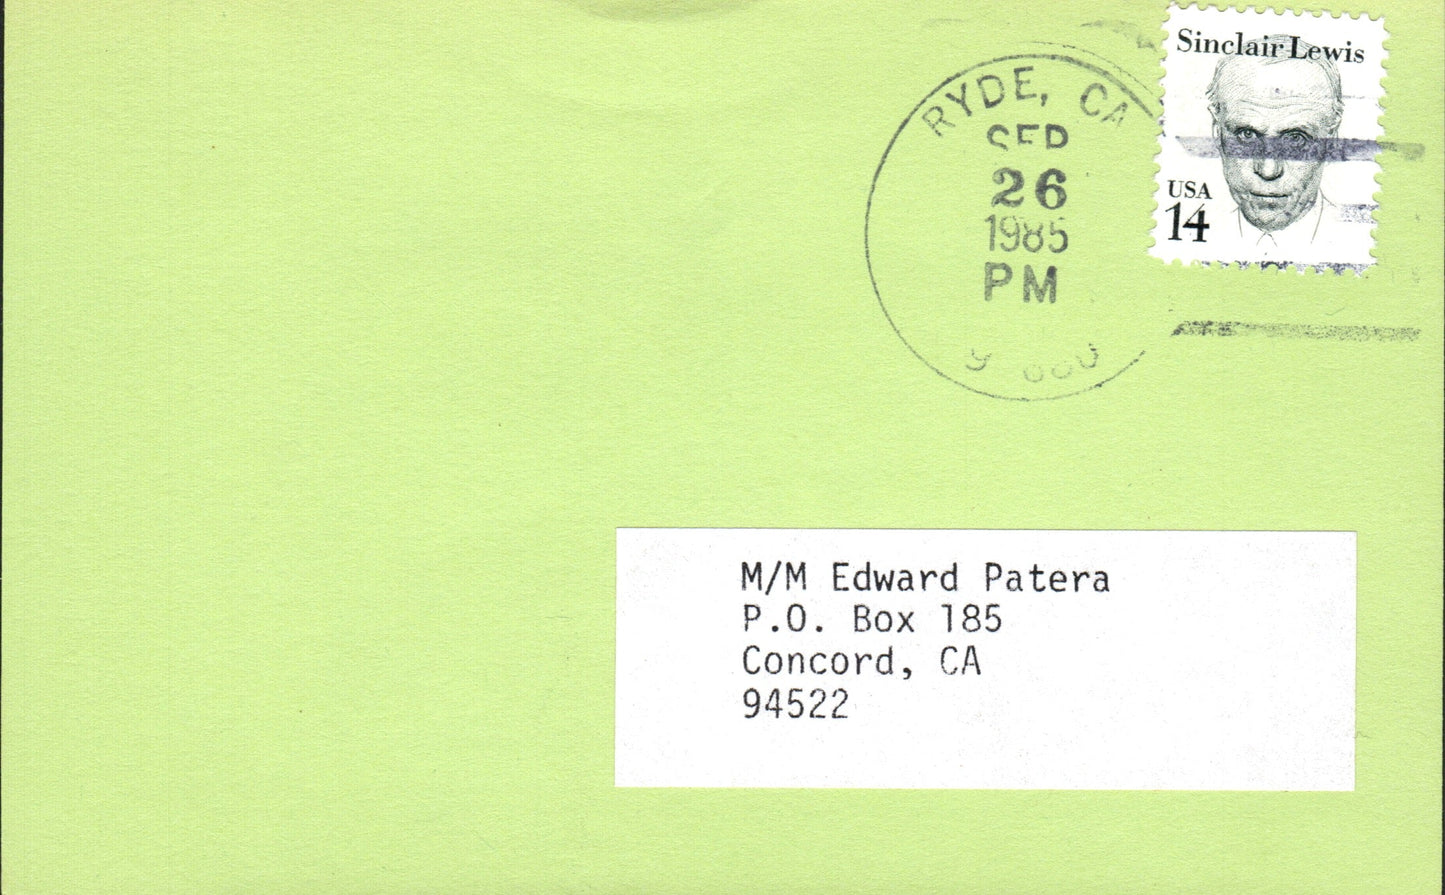 Sinclair Lewis
USA
14
RYDE, CA
SEP
26
1985
PM
M/M Edward Patera
P.O. Box 185
Concord, CA
94522